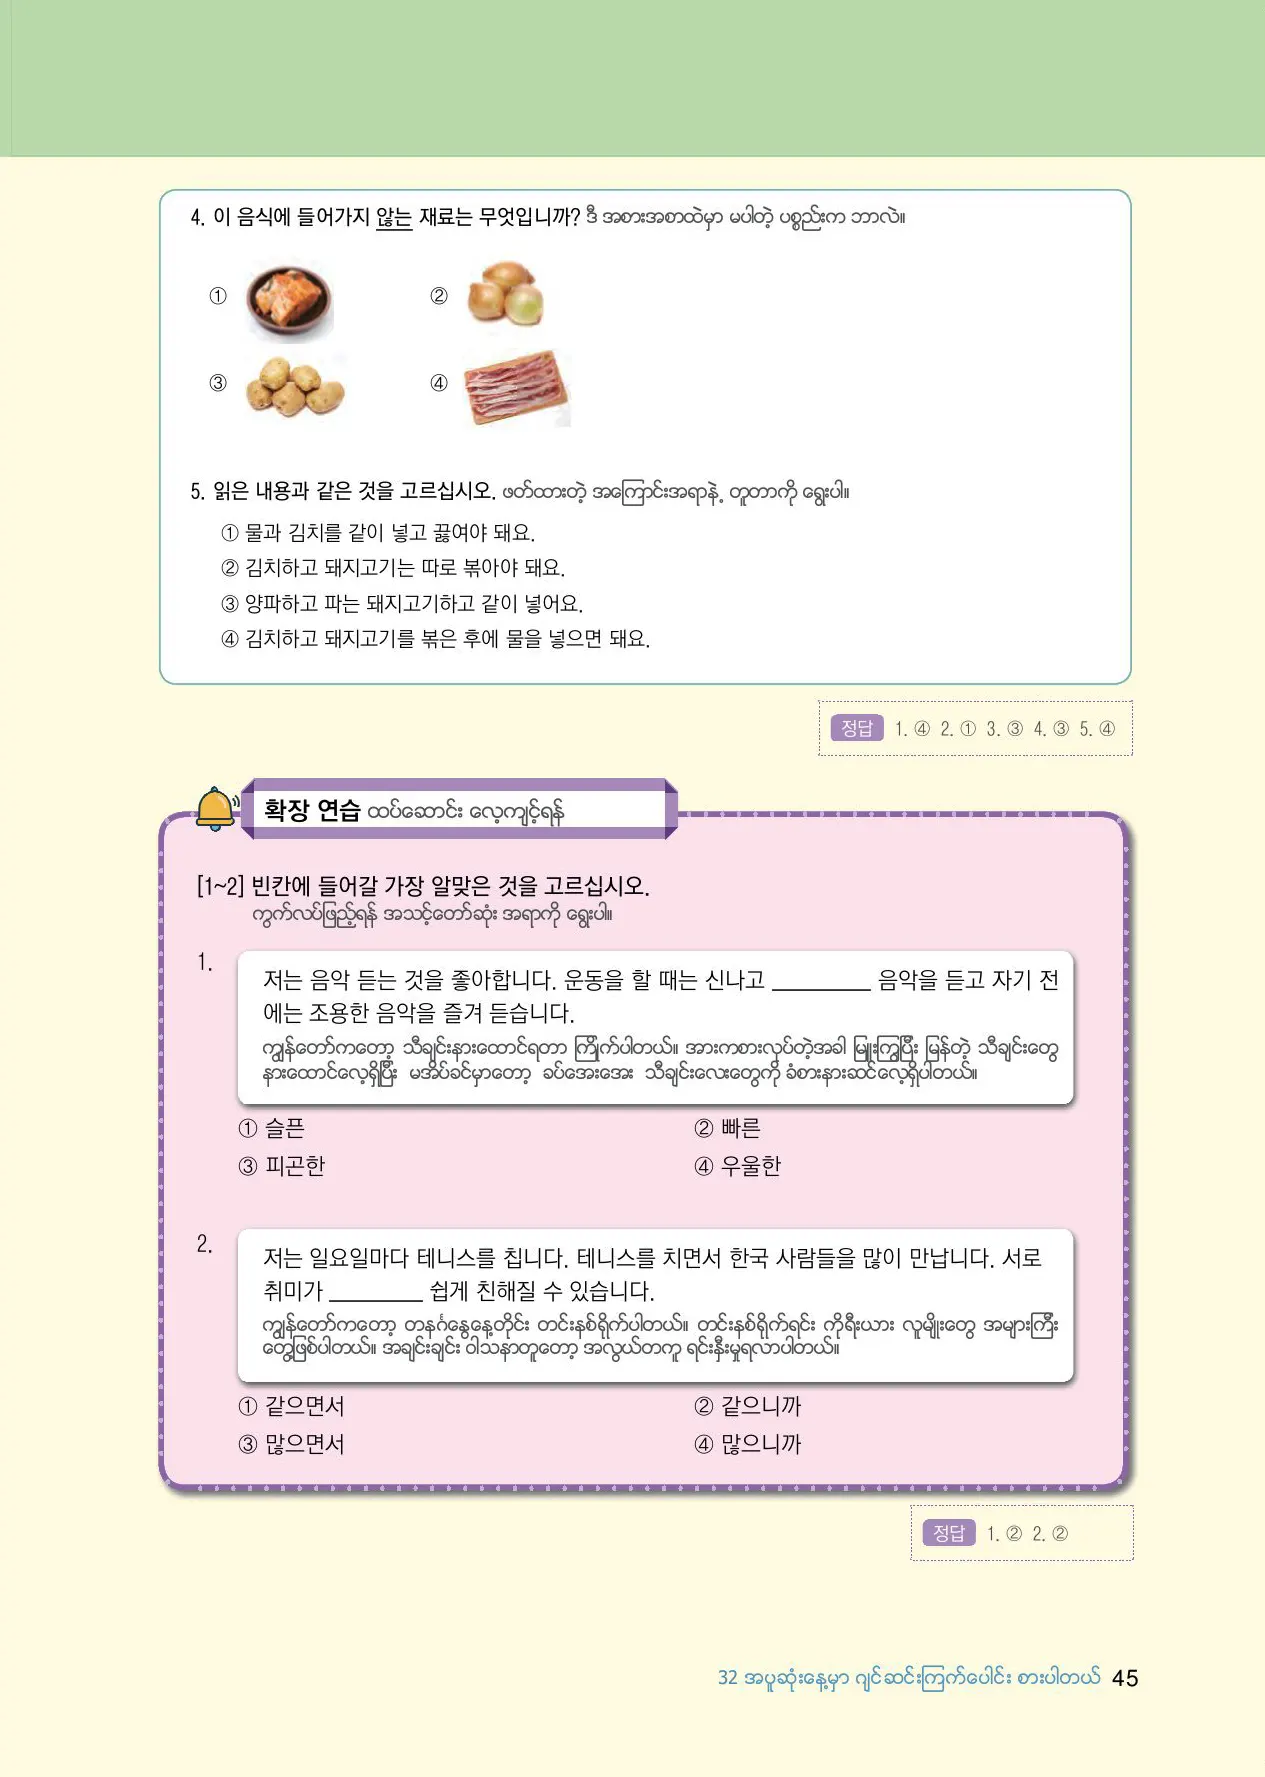 4. 이 음식에 들어가지 않는 재료는 무엇입니까? ဒီ အစားအစာထဲမှာ မပါတဲ့ ပစ္စည်းက ဘာလဲ။
① ②
③ ④
5. 읽은 내용과 같은 것을 고르십시오. ဖတ်ထားတဲ့ အကြောင်းအရာနဲ့ တူတာကို ရွေးပါ။
① 물과 김치를 같이 넣고 끓여야 돼요.
② 김치하고 돼지고기는 따로 볶아야 돼요.
③ 양파하고 파는 돼지고기하고 같이 넣어요.
④ 김치하고 돼지고기를 볶은 후에 물을 넣으면 돼요.
정답 1. ④ 2. ① 3. ③ 4. ③ 5. ④
확장 연습 ထပ်ဆောင်း လေ့ကျင့်ရန်
[1~2] 빈칸에 들어갈 가장 알맞은 것을 고르십시오.
ကွက်လပ်ဖြည့်ရန် အသင့်တော်ဆုံး အရာကို ရွေးပါ။
1.
저는 음악 듣는 것을 좋아합니다. 운동을 할 때는 신나고 _________ 음악을 듣고 자기 전
에는 조용한 음악을 즐겨 듣습니다.
ကျွန်တော်ကတော့ သီချင်းနားထောင်ရတာ ကြိုက်ပါတယ်။ အားကစားလုပ်တဲ့အခါ မြူးကြွပြီး မြန်တဲ့ သီချင်းတွေ
နားထောင်လေ့ရှိပြီး မအိပ်ခင်မှာတော့ ခပ်အေးအေး သီချင်းလေးတွေကို ခံစားနားဆင်လေ့ရှိပါတယ်။
① 슬픈 ② 빠른
③ 피곤한 ④ 우울한
2.
저는 일요일마다 테니스를 칩니다. 테니스를 치면서 한국 사람들을 많이 만납니다. 서로
취미가 _________ 쉽게 친해질 수 있습니다.
ကျွန်တော်ကတော့ တနင်္ဂနွေနေ့တိုင်း တင်းနစ်ရိုက်ပါတယ်။ တင်းနစ်ရိုက်ရင်း ကိုရီးယား လူမျိုးတွေ အများကြီး
တွေ့ဖြစ်ပါတယ်။ အချင်းချင်း ဝါသနာတူတော့ အလွယ်တကူ ရင်းနှီးမှုရလာပါတယ်။
① 같으면서 ② 같으니까
③ 많으면서 ④ 많으니까
정답 1. ② 2. ②
32 အပူဆုံးနေ့မှာ ဂျင်ဆင်းကြက်ပေါင်း စားပါတယ် 45